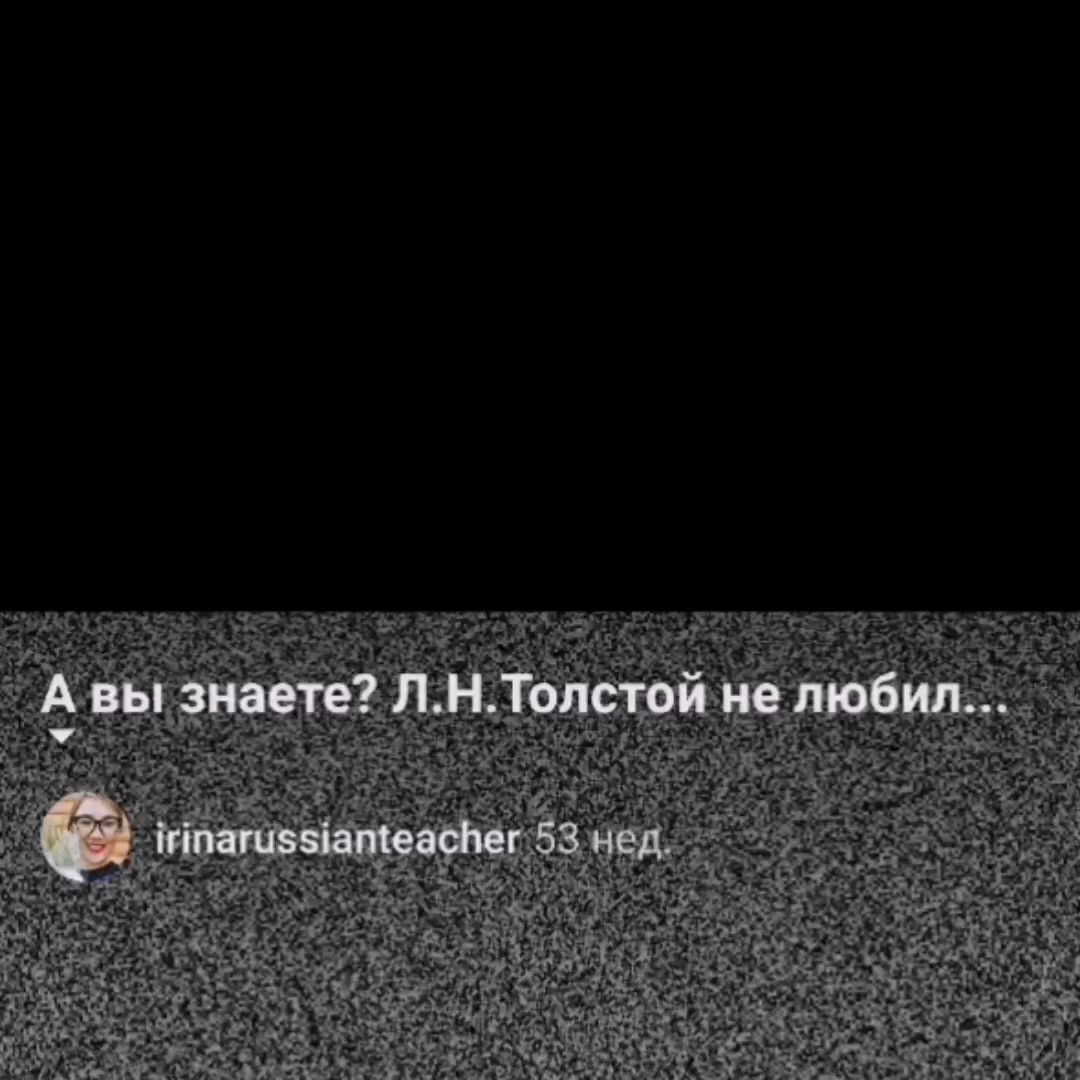 А вы знаете? Л.Н.Толстой не любил...
irinarussianteacher 53 нед.